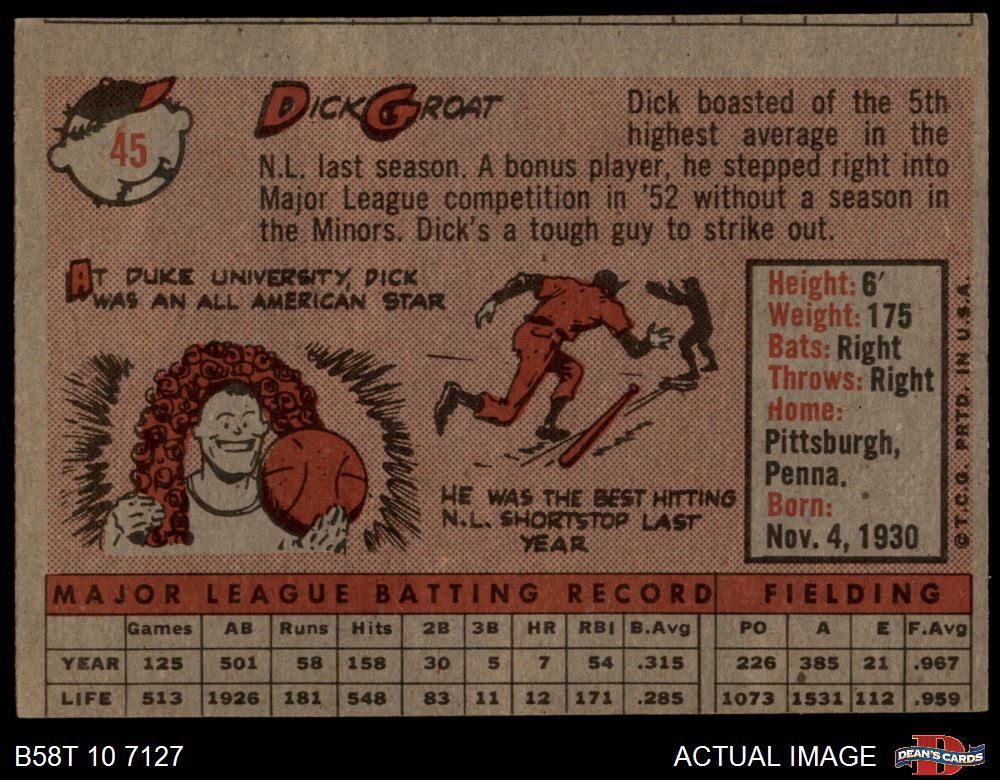 45
DICK GROAT
Dick boasted of the 5th
highest average in the
N.L. last season. A bonus player, he stepped right into
Major League competition in '52 without a season in
the Minors. Dick's a tough guy to strike out.
AT DUKE UNIVERSITY, DICK
WAS AN ALL AMERICAN STAR
HE WAS THE BEST HITTING
N.L. SHORTSTOP LAST
YEAR
Height: 6'
Weight: 175
Bats: Right
Throws: Right
Home:
Pittsburgh,
Penna.
Born:
Nov. 4, 1930
© T.C.G. PRTD. IN U.S.A.
MAJOR LEAGUE BATTING RECORD FIELDING
Games AB Runs Hits 2B 3B HR RBI B.Avg PO A E F.Avg
YEAR 125 501 58 158 30 5 7 54 .315 226 385 21 .967
LIFE 513 1926 181 548 83 11 12 171 .285 1073 1531 112 .959
B58T 10 7127
ACTUAL IMAGE
DEAN'S CARDS